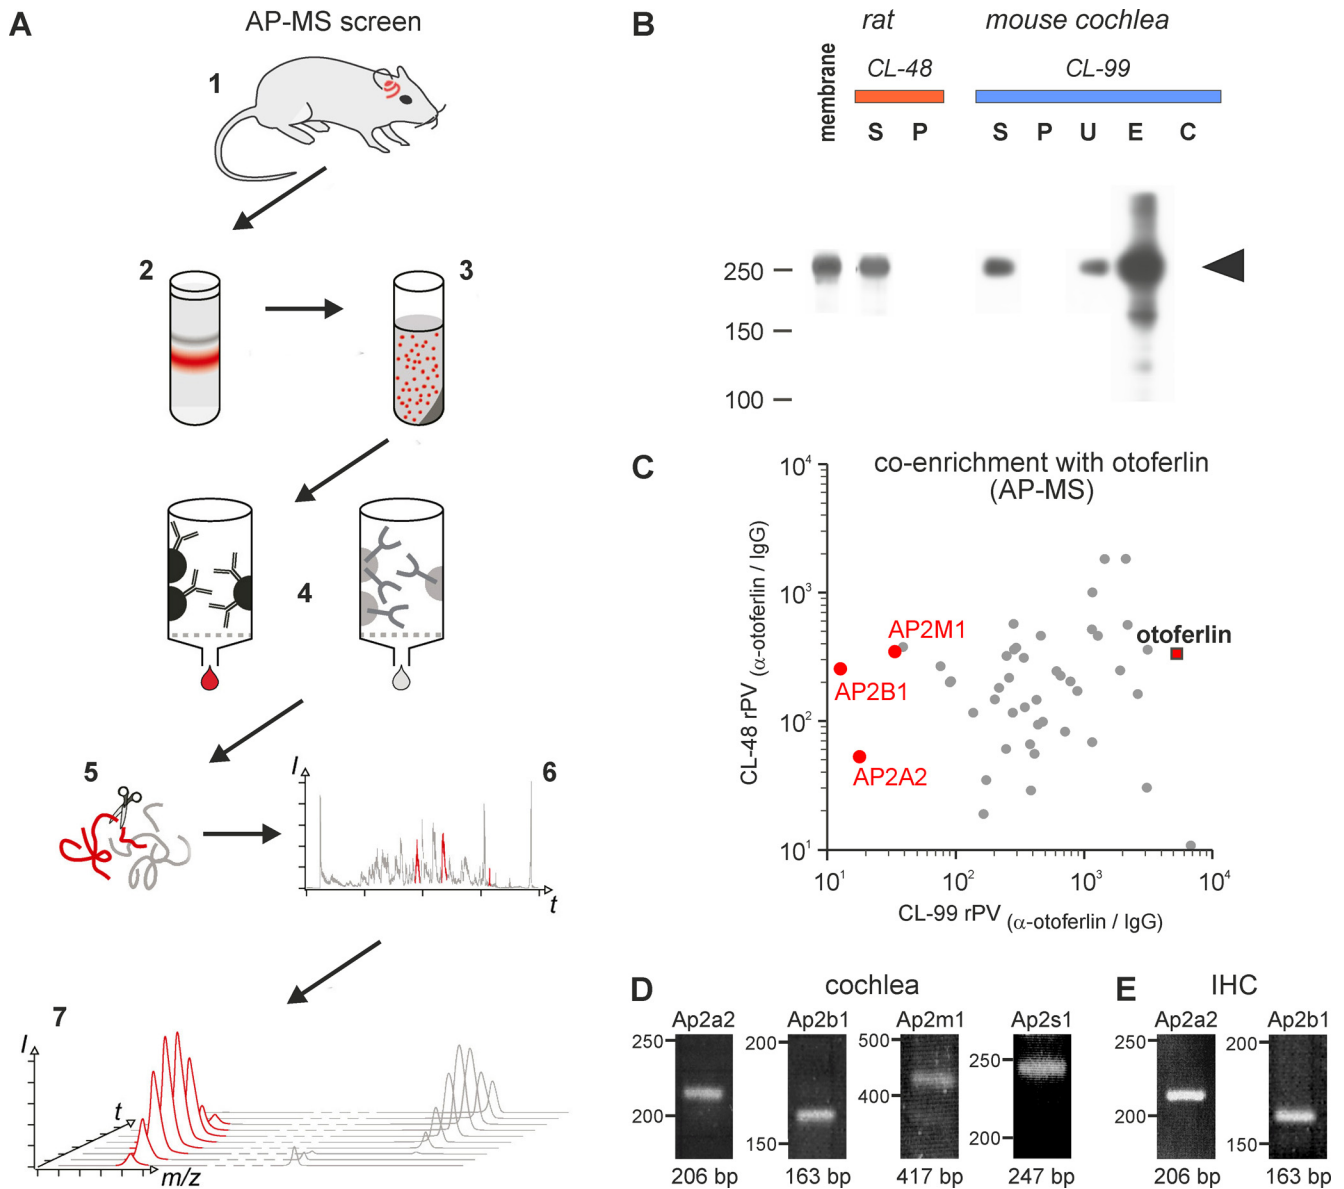 A
AP-MS screen
1
2
3
4
5
6
I
t
7
I
t
m/z
B
rat
mouse cochlea
membrane
CL-48
CL-99
S P
S P U E C
250
150
100
C
co-enrichment with otoferlin
(AP-MS)
CL-48 rPV (α-otoferlin / IgG)
10⁴
10³
10²
10¹
AP2M1
AP2B1
AP2A2
otoferlin
10¹ 10² 10³ 10⁴
CL-99 rPV (α-otoferlin / IgG)
D
cochlea
Ap2a2 Ap2b1 Ap2m1 Ap2s1
250
200
200
150
500
400
250
200
206 bp 163 bp 417 bp 247 bp
E
IHC
Ap2a2 Ap2b1
250
200
200
150
206 bp 163 bp